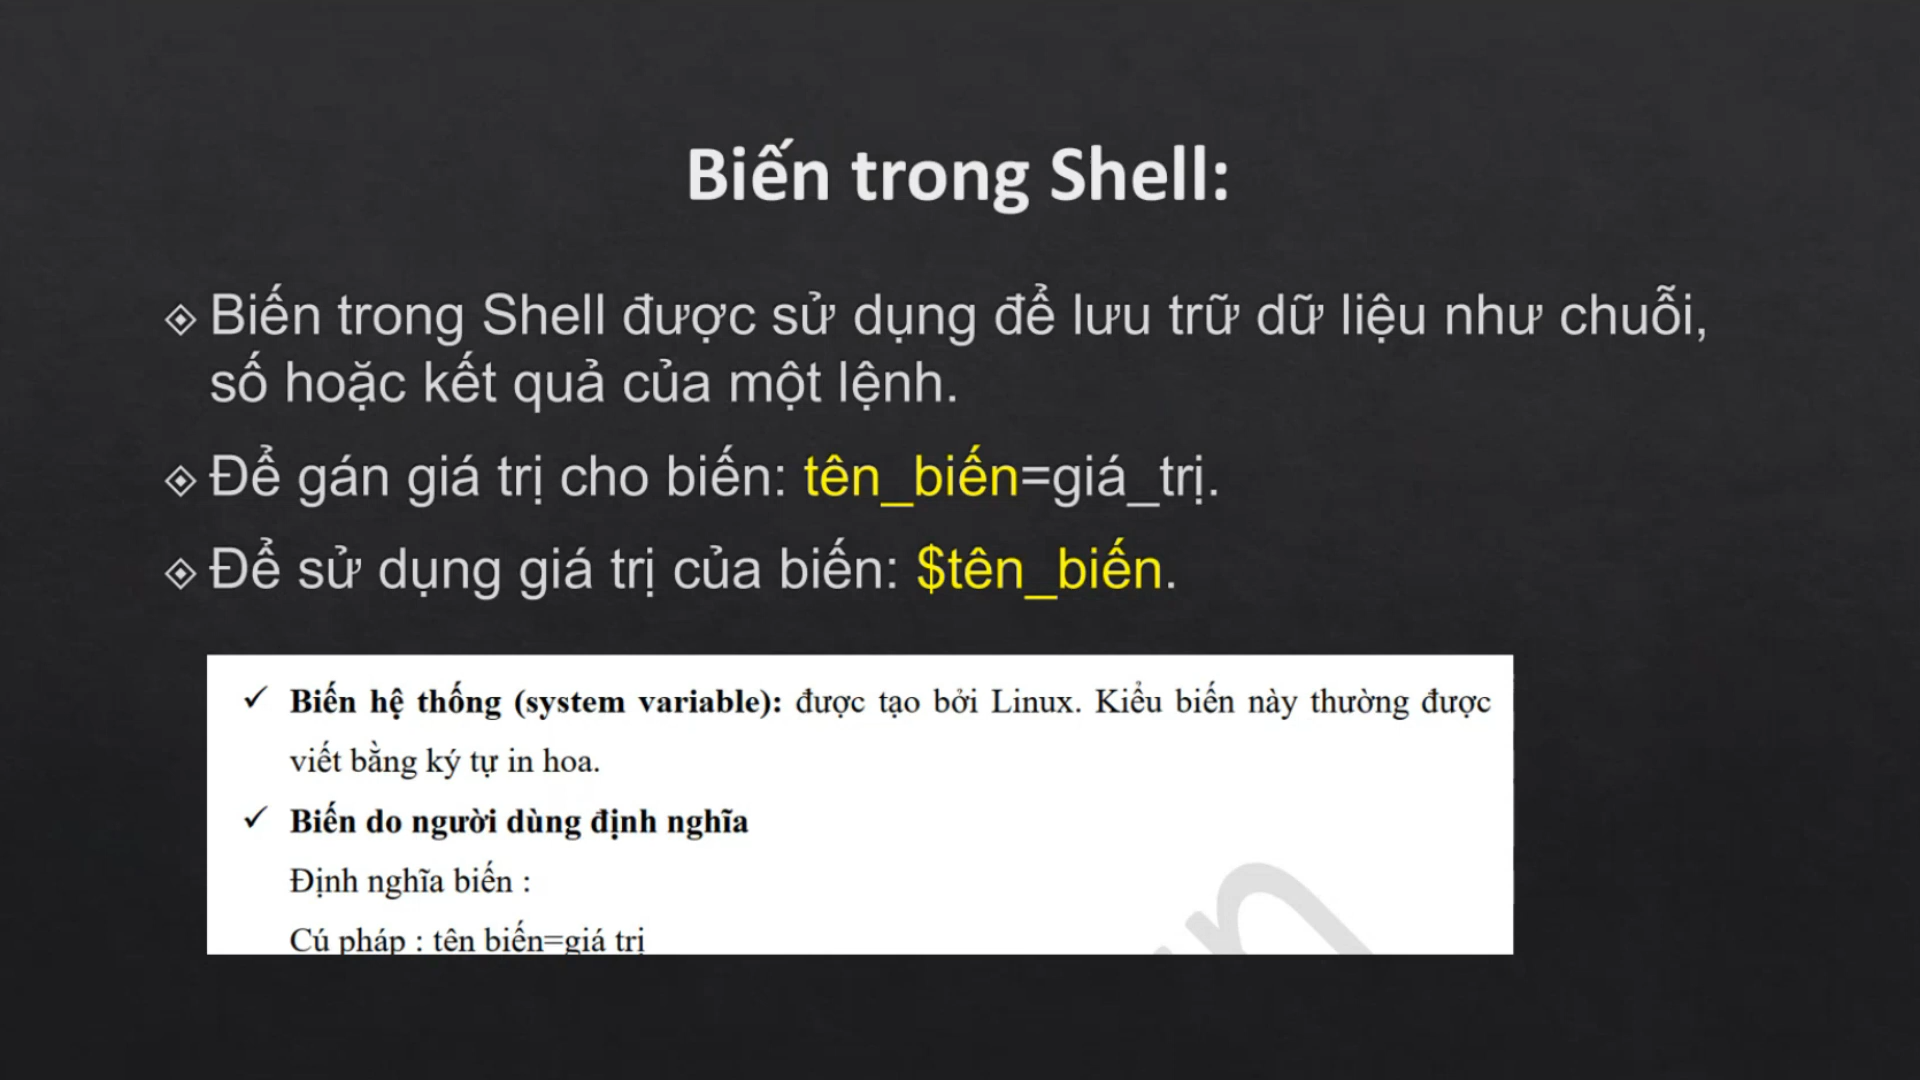 Biến trong Shell:
Biến trong Shell được sử dụng để lưu trữ dữ liệu như chuỗi,
số hoặc kết quả của một lệnh.
Để gán giá trị cho biến: tên_biến=giá_trị.
Để sử dụng giá trị của biến: $tên_biến.
✓ Biến hệ thống (system variable): được tạo bởi Linux. Kiểu biến này thường được
viết bằng ký tự in hoa.
✓ Biến do người dùng định nghĩa
Định nghĩa biến :
Cú pháp : tên biến=giá trị